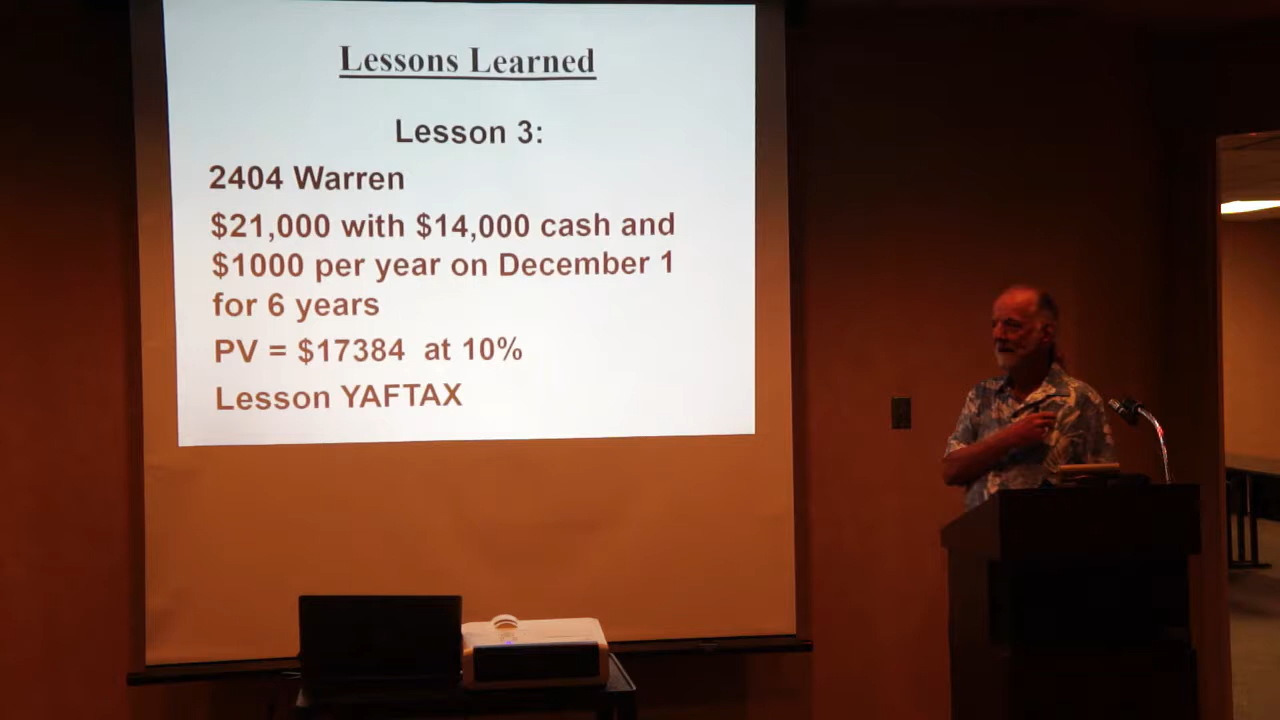 Lessons Learned
Lesson 3:
2404 Warren
$21,000 with $14,000 cash and
$1000 per year on December 1
for 6 years
PV = $17384 at 10%
Lesson YAFTAX